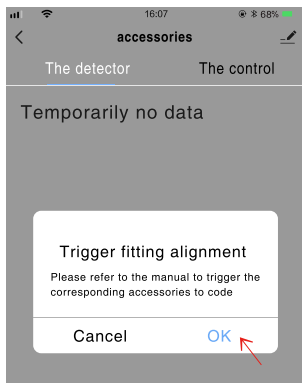 16:07 68%
accessories
The detector The control
Temporarily no data
Trigger fitting alignment
Please refer to the manual to trigger the
corresponding accessories to code
Cancel OK